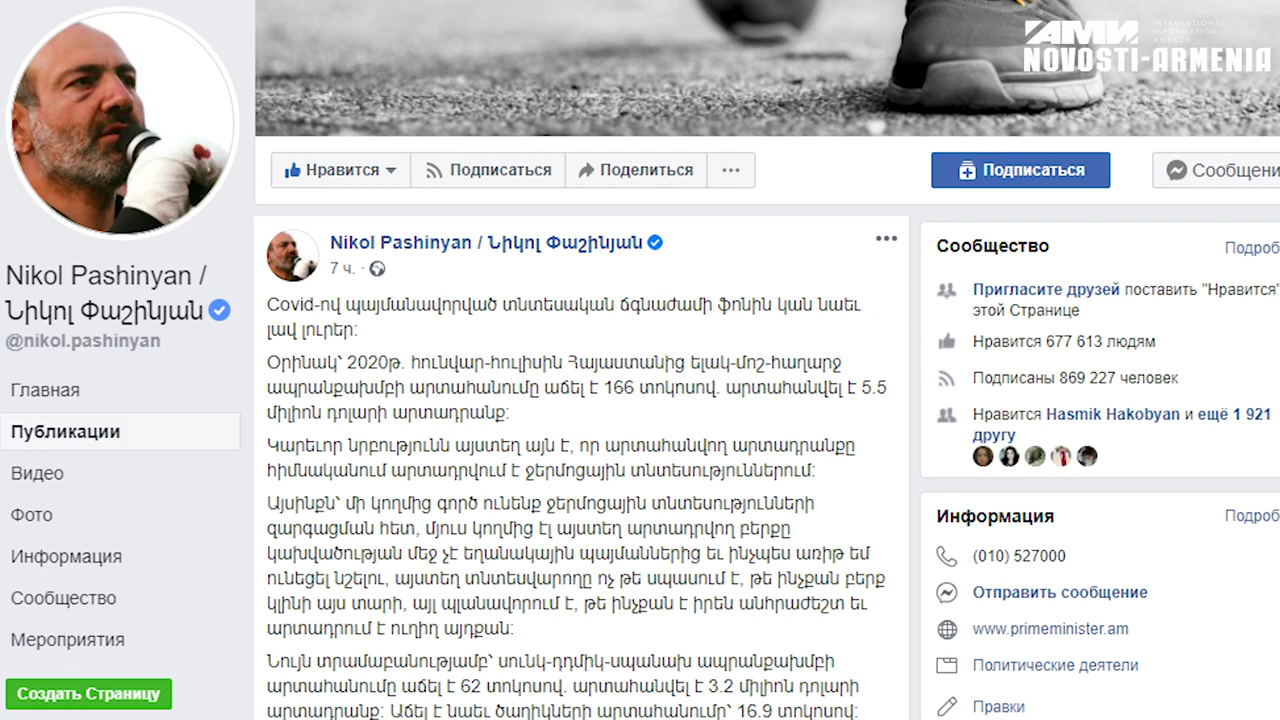 INTERNATIONAL
INFORMATION
AGENCY
АМИ
NOVOSTI-ARMENIA
Нравится
Подписаться
Поделиться
Подписаться
Сообщени
Nikol Pashinyan /
Նիկոլ Փաշինյան
@nikol.pashinyan
Главная
Публикации
Видео
Фото
Информация
Сообщество
Мероприятия
Создать Страницу
Nikol Pashinyan / Նիկոլ Փաշինյան
7 ч. ·
Covid-ով պայմանավորված տնտեսական ճգնաժամի ֆոնին կան նաեւ
լավ լուրեր:
Օրինակ՝ 2020թ. հունվար-հուլիսին Հայաստանից ելակ-մոշ-հաղարջ
ապրանքախմբի արտահանումը աճել է 166 տոկոսով. արտահանվել է 5.5
միլիոն դոլարի արտադրանք:
Կարեւոր նրբությունն այստեղ այն է, որ արտահանվող արտադրանքը
հիմնականում արտադրվում է ջերմոցային տնտեսություններում:
Այսինքն՝ մի կողմից գործ ունենք ջերմոցային տնտեսությունների
զարգացման հետ, մյուս կողմից էլ այստեղ արտադրվող բերքը
կախվածության մեջ չէ եղանակային պայմաններից եւ ինչպես առիթ եմ
ունեցել նշելու, այստեղ տնտեսվարողը ոչ թե սպասում է, թե ինչքան բերք
կլինի այս տարի, այլ պլանավորում է, թե ինչքան է իրեն անհրաժեշտ եւ
արտադրում է ուղիղ այդքան:
Նույն տրամաբանությամբ՝ սունկ-դդմիկ-սպանախ ապրանքախմբի
արտահանումը աճել է 62 տոկոսով. արտահանվել է 3.2 միլիոն դոլարի
արտադրանք: Աճել է նաեւ ծաղիկների արտահանումը՝ 16.9 տոկոսով:
Сообщество
Подроб
Пригласите друзей поставить "Нравится"
этой Странице
Нравится 677 613 людям
Подписаны 869 227 человек
Нравится Hasmik Hakobyan и ещё 1 921
другу
Информация
Подроб
(010) 527000
Отправить сообщение
www.primeminister.am
Политические деятели
Правки